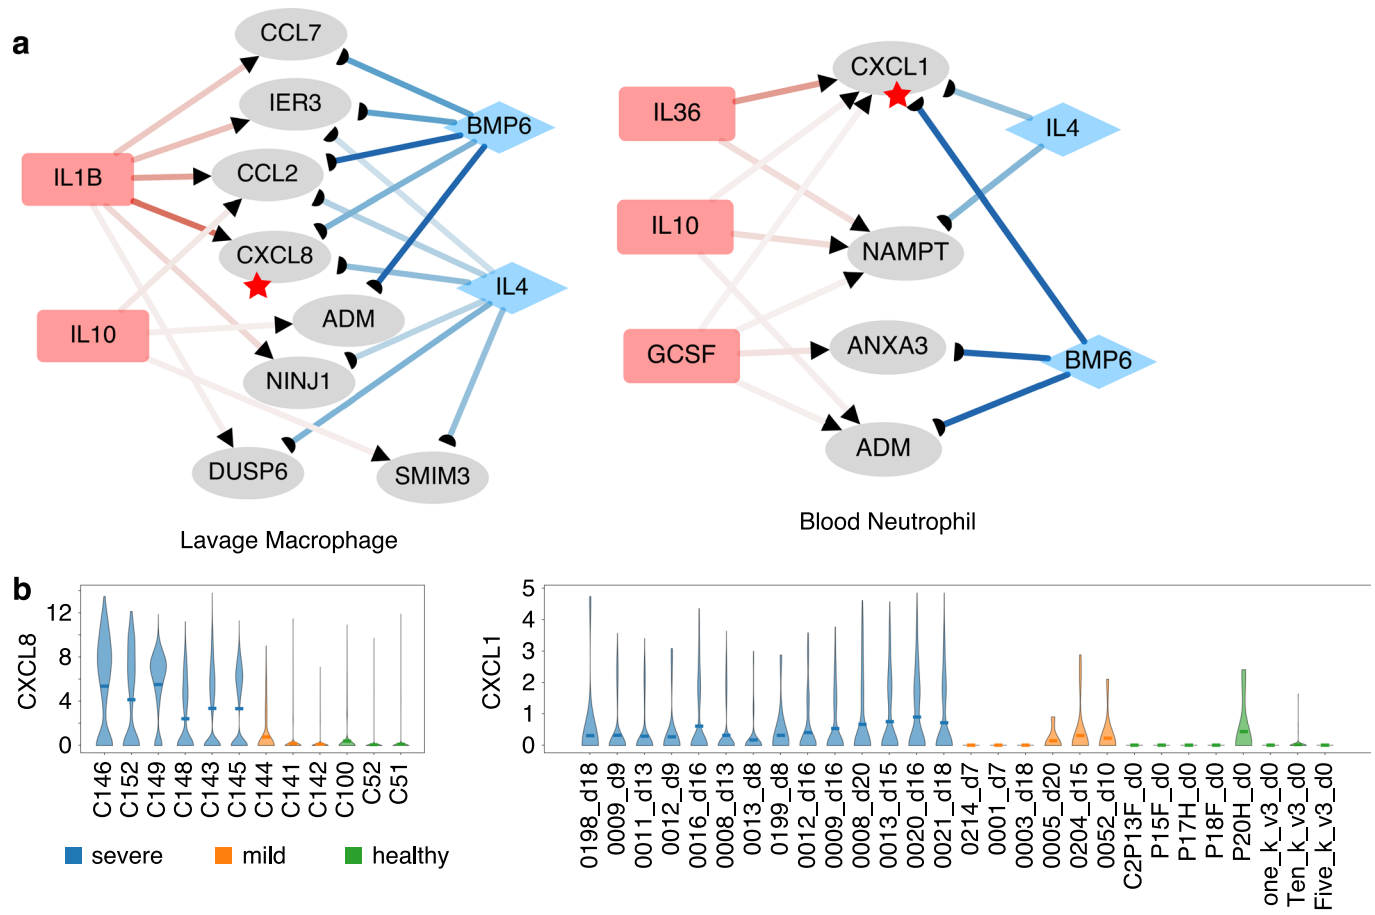 a
CCL7
IER3
BMP6
IL1B
CCL2
CXCL8
IL4
IL10
ADM
NINJ1
DUSP6
SMIM3
Lavage Macrophage
CXCL1
IL36
IL4
IL10
NAMPT
GCSF
ANXA3
BMP6
ADM
Blood Neutrophil
b
CXCL8
12
8
4
0
C146
C152
C149
C148
C143
C145
C144
C141
C142
C100
C52
C51
severe
mild
healthy
CXCL1
5
4
3
2
1
0
0198_d18
0009_d9
0011_d13
0012_d9
0016_d16
0008_d13
0013_d8
0199_d8
0012_d16
0009_d16
0008_d20
0013_d15
0020_d16
0021_d18
0214_d7
0001_d7
0003_d18
0005_d20
0204_d15
0052_d10
C2P13F_d0
P15F_d0
P17H_d0
P18F_d0
P20H_d0
one_k_v3_d0
Ten_k_v3_d0
Five_k_v3_d0